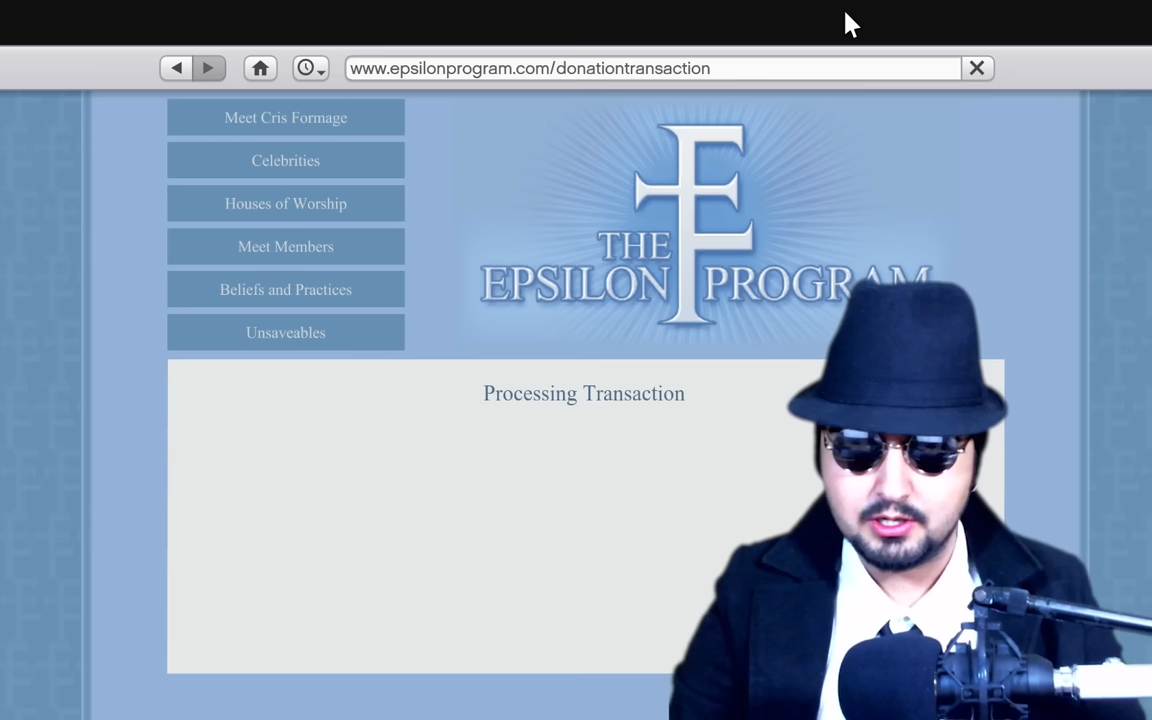 www.epsilonprogram.com/donationtransaction
Meet Cris Formage
Celebrities
Houses of Worship
Meet Members
Beliefs and Practices
Unsaveables
THE
EPSILON PROGRAM
Processing Transaction